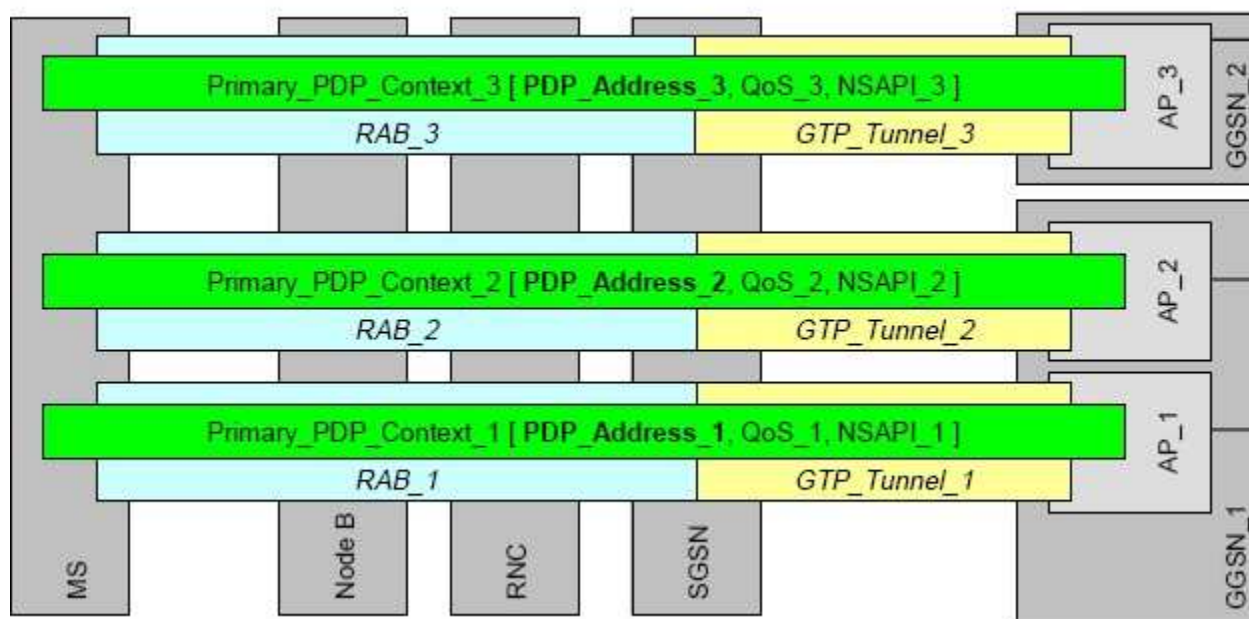 Primary_PDP_Context_3 [ PDP_Address_3, QoS_3, NSAPI_3 ]
RAB_3
GTP_Tunnel_3
AP_3
GGSN_2
Primary_PDP_Context_2 [ PDP_Address_2, QoS_2, NSAPI_2 ]
RAB_2
GTP_Tunnel_2
AP_2
Primary_PDP_Context_1 [ PDP_Address_1, QoS_1, NSAPI_1 ]
RAB_1
GTP_Tunnel_1
AP_1
MS
Node B
RNC
SGSN
GGSN_1